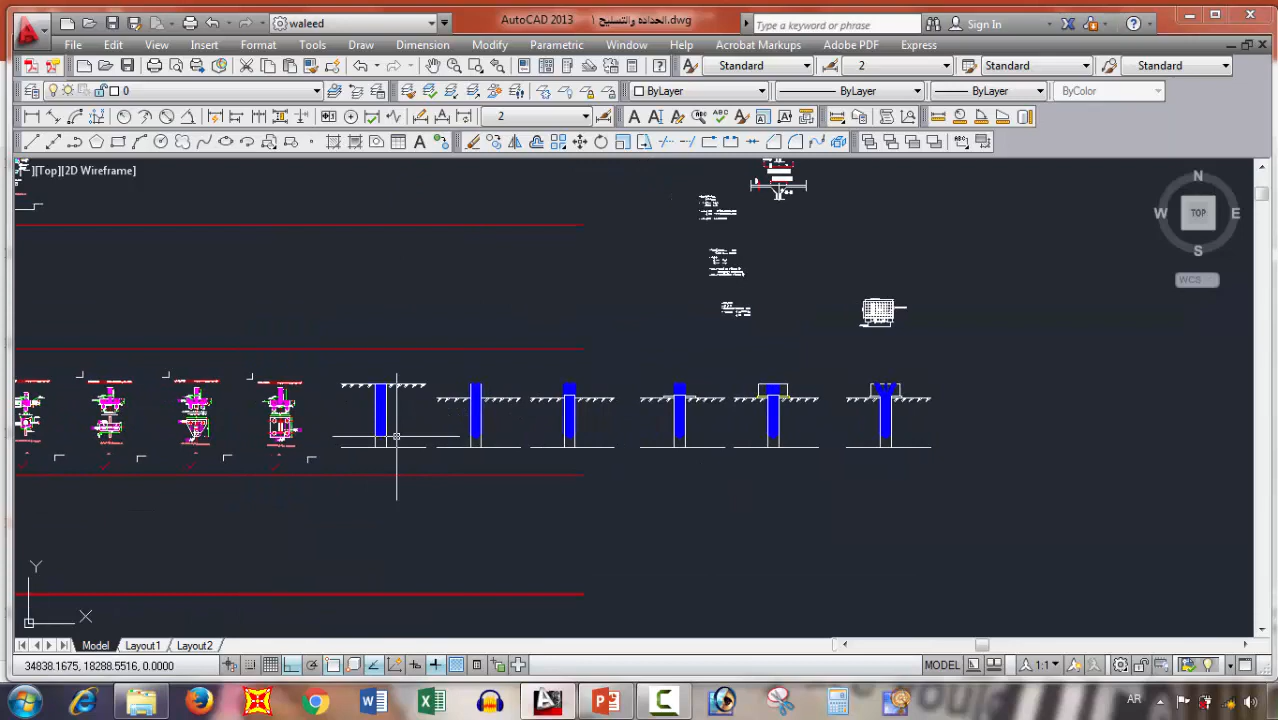 waleed
AutoCAD 2013 الحداده والتسليح ١.dwg
Type a keyword or phrase
Sign In
File Edit View Insert Format Tools Draw Dimension Modify Parametric Window Help Acrobat Markups Adobe PDF Express
Standard 2 Standard Standard
0 ByLayer ByLayer ByLayer ByColor
2
][Top][2D Wireframe]
N
W TOP E
S
WCS
Y
X
Model Layout1 Layout2
34838.1675, 18288.5516, 0.0000 MODEL 1:1
AR